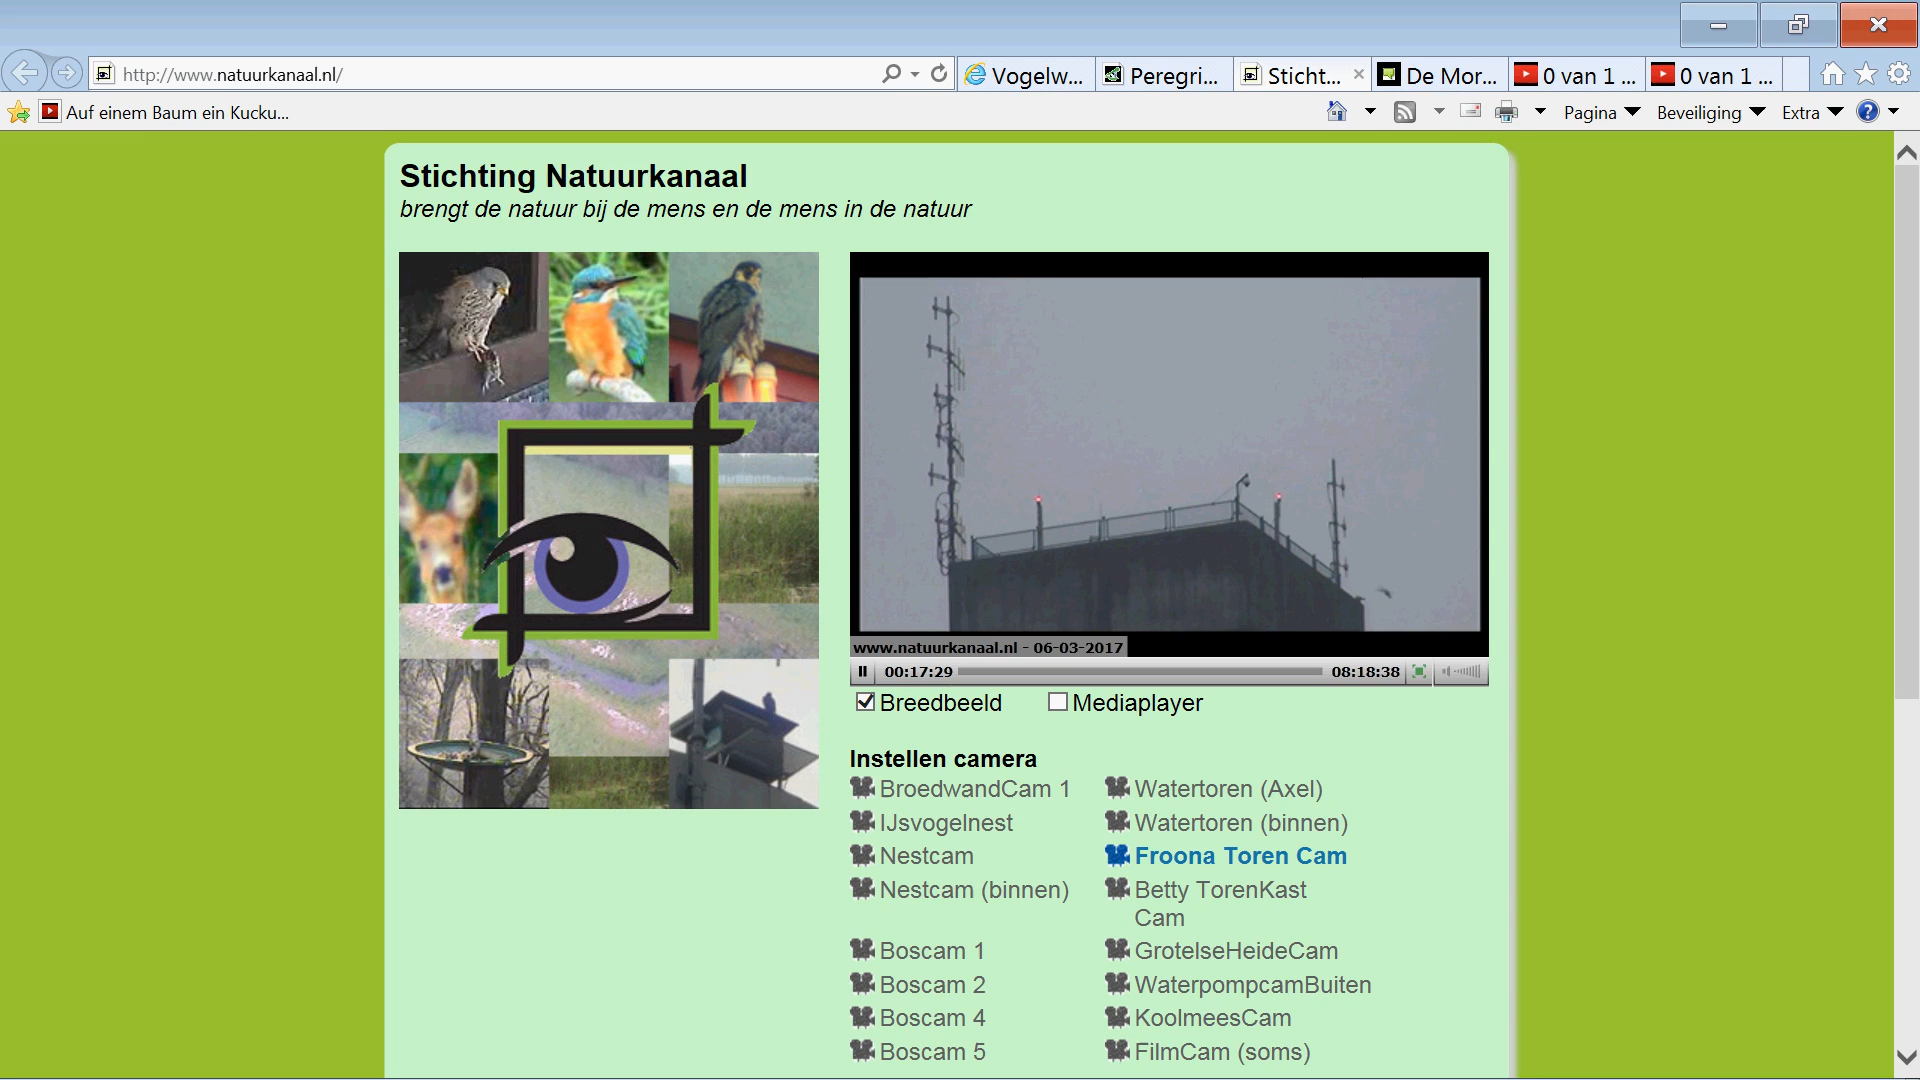 http://www.natuurkanaal.nl/
Vogelw...
Peregri...
Sticht...
De Mor...
0 van 1 ...
0 van 1 ...
Auf einem Baum ein Kucku...
Pagina
Beveiliging
Extra
Stichting Natuurkanaal
brengt de natuur bij de mens en de mens in de natuur
www.natuurkanaal.nl - 06-03-2017
00:17:29
08:18:38
Breedbeeld
Mediaplayer
Instellen camera
BroedwandCam 1
Watertoren (Axel)
IJsvogelnest
Watertoren (binnen)
Nestcam
Froona Toren Cam
Nestcam (binnen)
Betty TorenKast
Cam
Boscam 1
GrotelseHeideCam
Boscam 2
WaterpompcamBuiten
Boscam 4
KoolmeesCam
Boscam 5
FilmCam (soms)